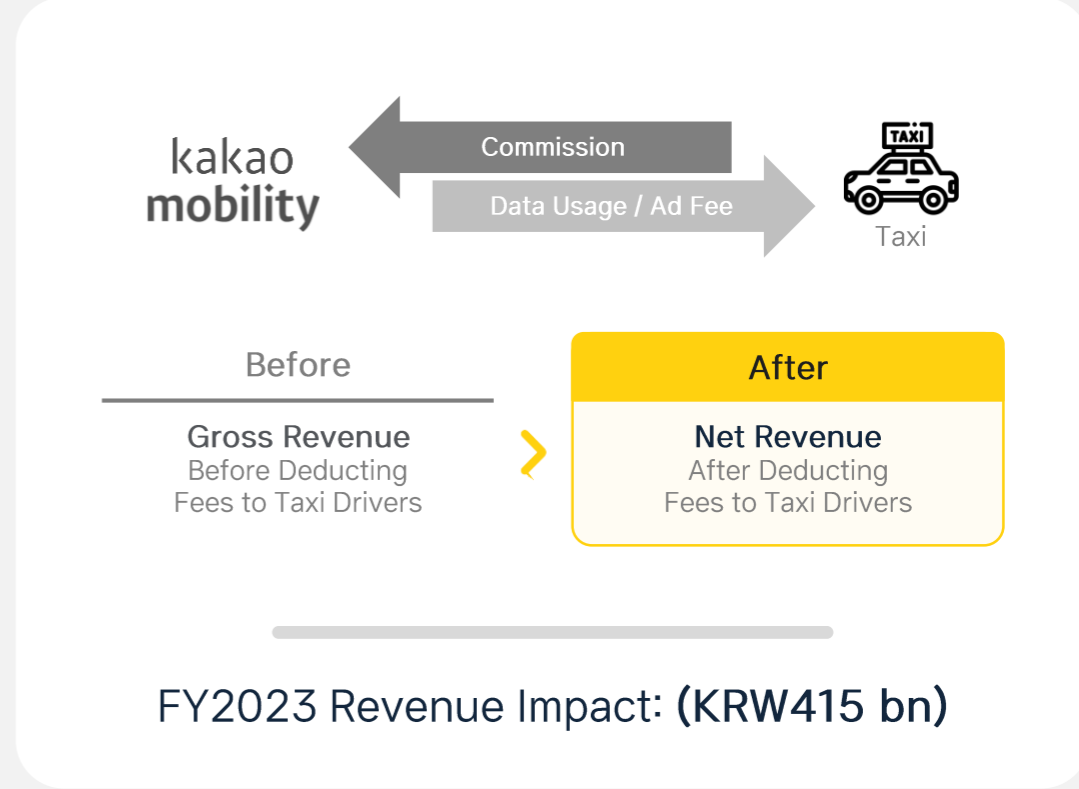 kakao
mobility
Commission
Data Usage / Ad Fee
TAXI
Taxi
Before
Gross Revenue
Before Deducting
Fees to Taxi Drivers
After
Net Revenue
After Deducting
Fees to Taxi Drivers
FY2023 Revenue Impact: (KRW415 bn)